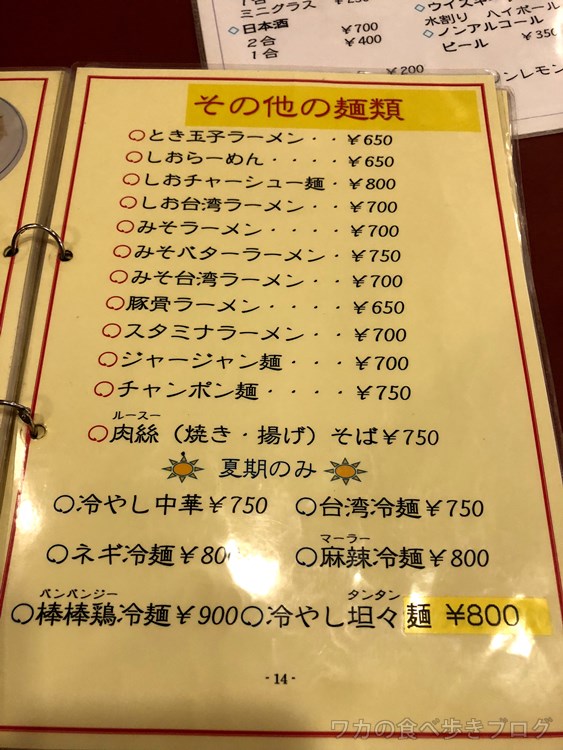 ミニグラス
◇日本酒 ¥700
2合 ¥400
1合
水割り ハイボール
◇ノンアルコール
ビール ¥350
¥200
ンレモン
その他の麺類
○とき玉子ラーメン・・¥650
○しおらーめん・・・・¥650
○しおチャーシュー麺・¥800
○しお台湾ラーメン・・¥700
○みそラーメン・・・・¥700
○みそバターラーメン・¥750
○みそ台湾ラーメン・・¥700
○豚骨ラーメン・・・・¥650
○スタミナラーメン・・¥700
○ジャージャン麺・・・¥700
○チャンポン麺・・・・¥750
ルースー
○肉絲(焼き・揚げ)そば¥750
夏期のみ
○冷やし中華¥750 ○台湾冷麺¥750
マーラー
○ネギ冷麺¥800 ○麻辣冷麺¥800
バンバンジー タンタン
○棒棒鶏冷麺¥900○冷やし坦々麺 ¥800
-14-
ワカの食べ歩きブログ